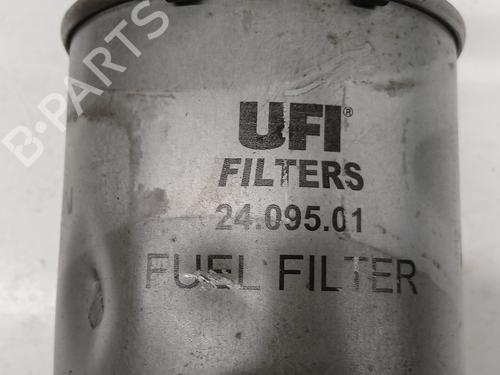 UFI®
FILTERS
24.095.01
FUEL FILTER
B-PARTS